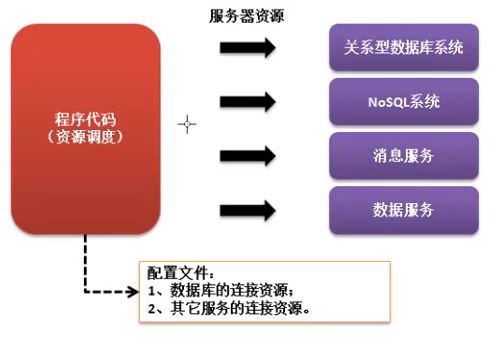 服务器资源
程序代码
（资源调度）
关系型数据库系统
NoSQL系统
消息服务
数据服务
配置文件：
1、数据库的连接资源；
2、其它服务的连接资源。